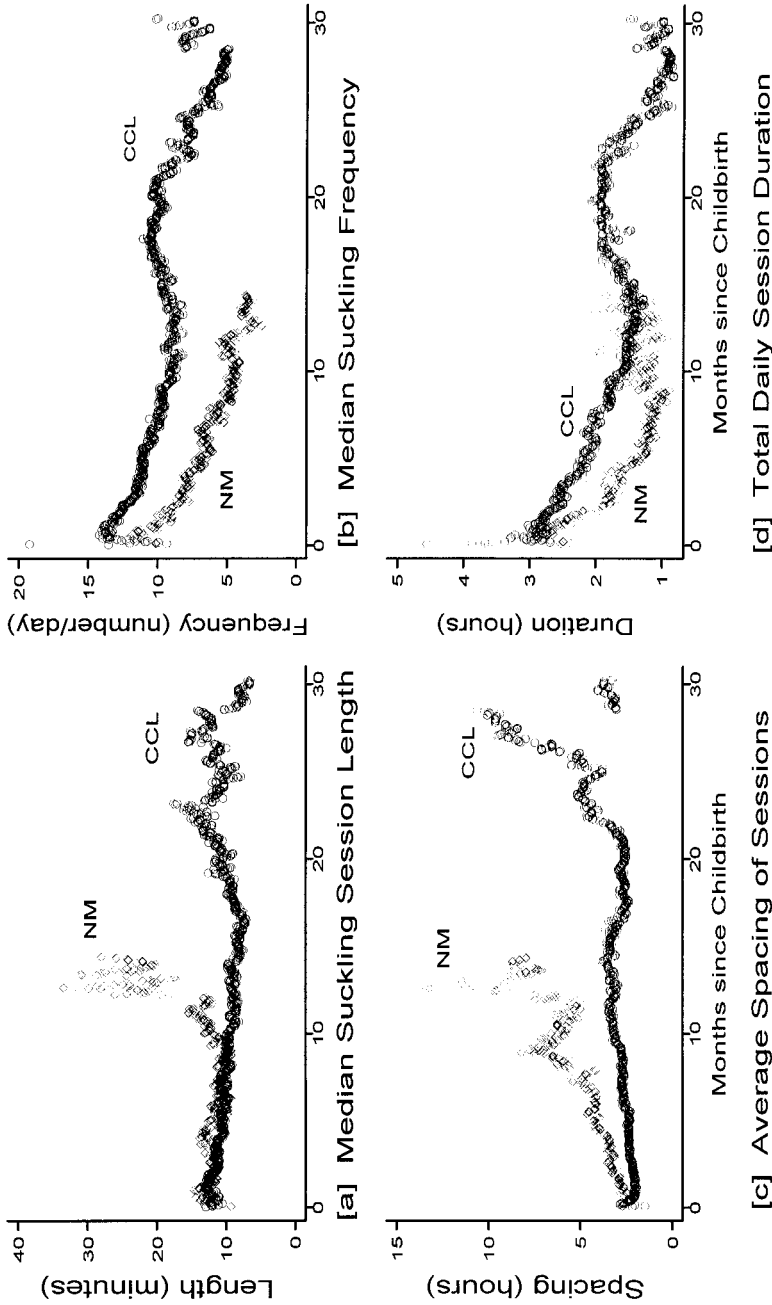 Length (minutes)
40
30
20
10
0
NM
CCL
0
10
20
30
[a] Median Suckling Session Length
Frequency (number/day)
20
15
10
5
0
CCL
NM
0
10
20
30
[b] Median Suckling Frequency
Spacing (hours)
15
10
5
0
NM
CCL
0
10
20
30
Months since Childbirth
[c] Average Spacing of Sessions
Duration (hours)
5
4
3
2
1
CCL
NM
0
10
20
30
Months since Childbirth
[d] Total Daily Session Duration